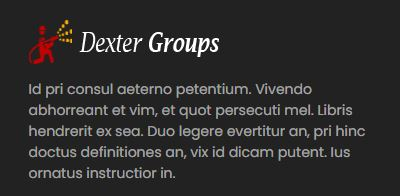 Dexter Groups
Id pri consul aeterno petentium. Vivendo
abhorreant et vim, et quot persecuti mel. Libris
hendrerit ex sea. Duo legere evertitur an, pri hinc
doctus definitiones an, vix id dicam putent. Ius
ornatus instructior in.